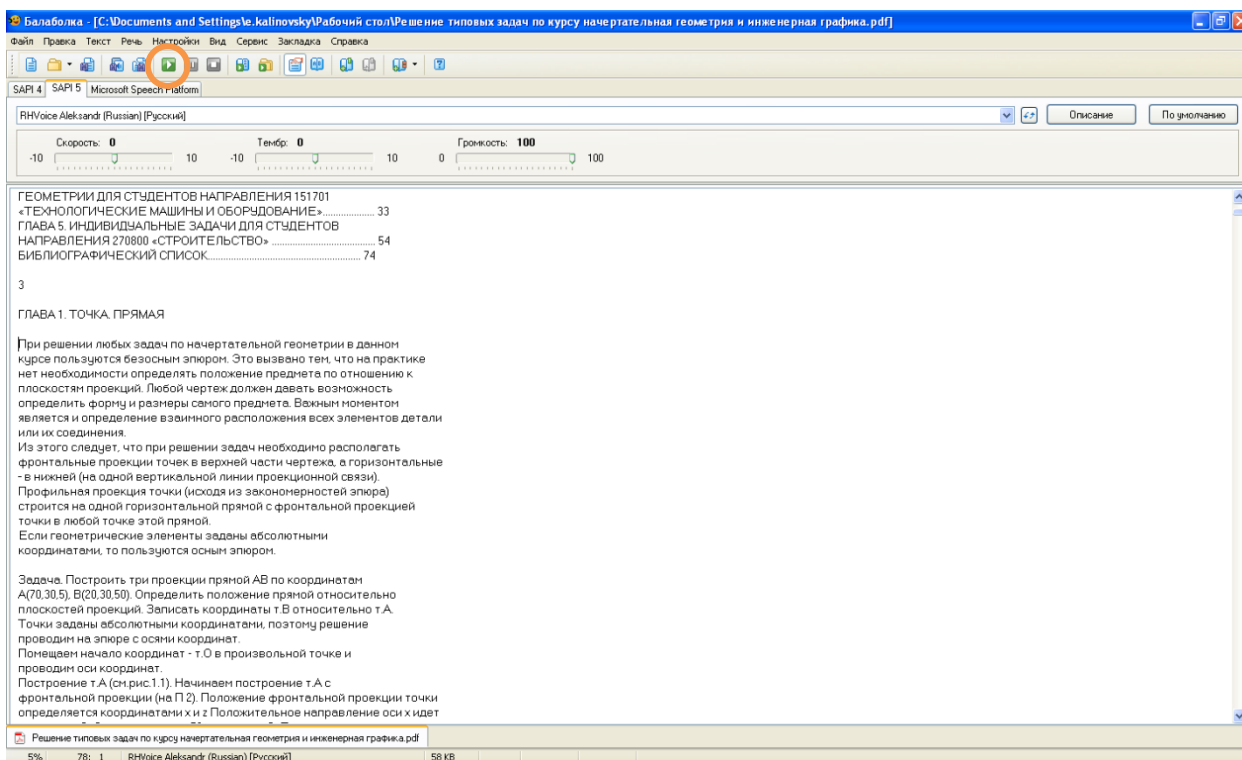 Балаболка - [C:\Documents and Settings\e.kalinovsky\Рабочий стол\Решение типовых задач по курсу начертательная геометрия и инженерная графика.pdf]
Файл Правка Текст Речь Настройки Вид Сервис Закладка Справка
SAPI 4 SAPI 5 Microsoft Speech Platform
RHVoice Aleksandr (Russian) [Русский] Описание По умолчанию
Скорость: 0 Тембр: 0 Громкость: 100
-10 10 -10 10 0 100
ГЕОМЕТРИИ ДЛЯ СТУДЕНТОВ НАПРАВЛЕНИЯ 151701
«ТЕХНОЛОГИЧЕСКИЕ МАШИНЫ И ОБОРУДОВАНИЕ»................... 33
ГЛАВА 5. ИНДИВИДУАЛЬНЫЕ ЗАДАЧИ ДЛЯ СТУДЕНТОВ
НАПРАВЛЕНИЯ 270800 «СТРОИТЕЛЬСТВО» ...................................... 54
БИБЛИОГРАФИЧЕСКИЙ СПИСОК........................................................ 74
3
ГЛАВА 1. ТОЧКА. ПРЯМАЯ
При решении любых задач по начертательной геометрии в данном
курсе пользуются безосным эпюром. Это вызвано тем, что на практике
нет необходимости определять положение предмета по отношению к
плоскостям проекций. Любой чертеж должен давать возможность
определить форму и размеры самого предмета. Важным моментом
является и определение взаимного расположения всех элементов детали
или их соединения.
Из этого следует, что при решении задач необходимо располагать
фронтальные проекции точек в верхней части чертежа, а горизонтальные
- в нижней (на одной вертикальной линии проекционной связи).
Профильная проекция точки (исходя из закономерностей эпюра)
строится на одной горизонтальной прямой с фронтальной проекцией
точки в любой точке этой прямой.
Если геометрические элементы заданы абсолютными
координатами, то пользуются осным эпюром.
Задача. Построить три проекции прямой АВ по координатам
А(70,30,5), В(20,30,50). Определить положение прямой относительно
плоскостей проекций. Записать координаты т.В относительно т.А.
Точки заданы абсолютными координатами, поэтому решение
проводим на эпюре с осями координат.
Помещаем начало координат - т.О в произвольной точке и
проводим оси координат.
Построение т.А (см.рис.1.1). Начинаем построение т.А с
фронтальной проекции (на П 2). Положение фронтальной проекции точки
определяется координатами x и z Положительное направление оси x идет
Решение типовых задач по курсу начертательная геометрия и инженерная графика.pdf
5% 78: 1 RHVoice Aleksandr (Russian) [Русский] 58 KB